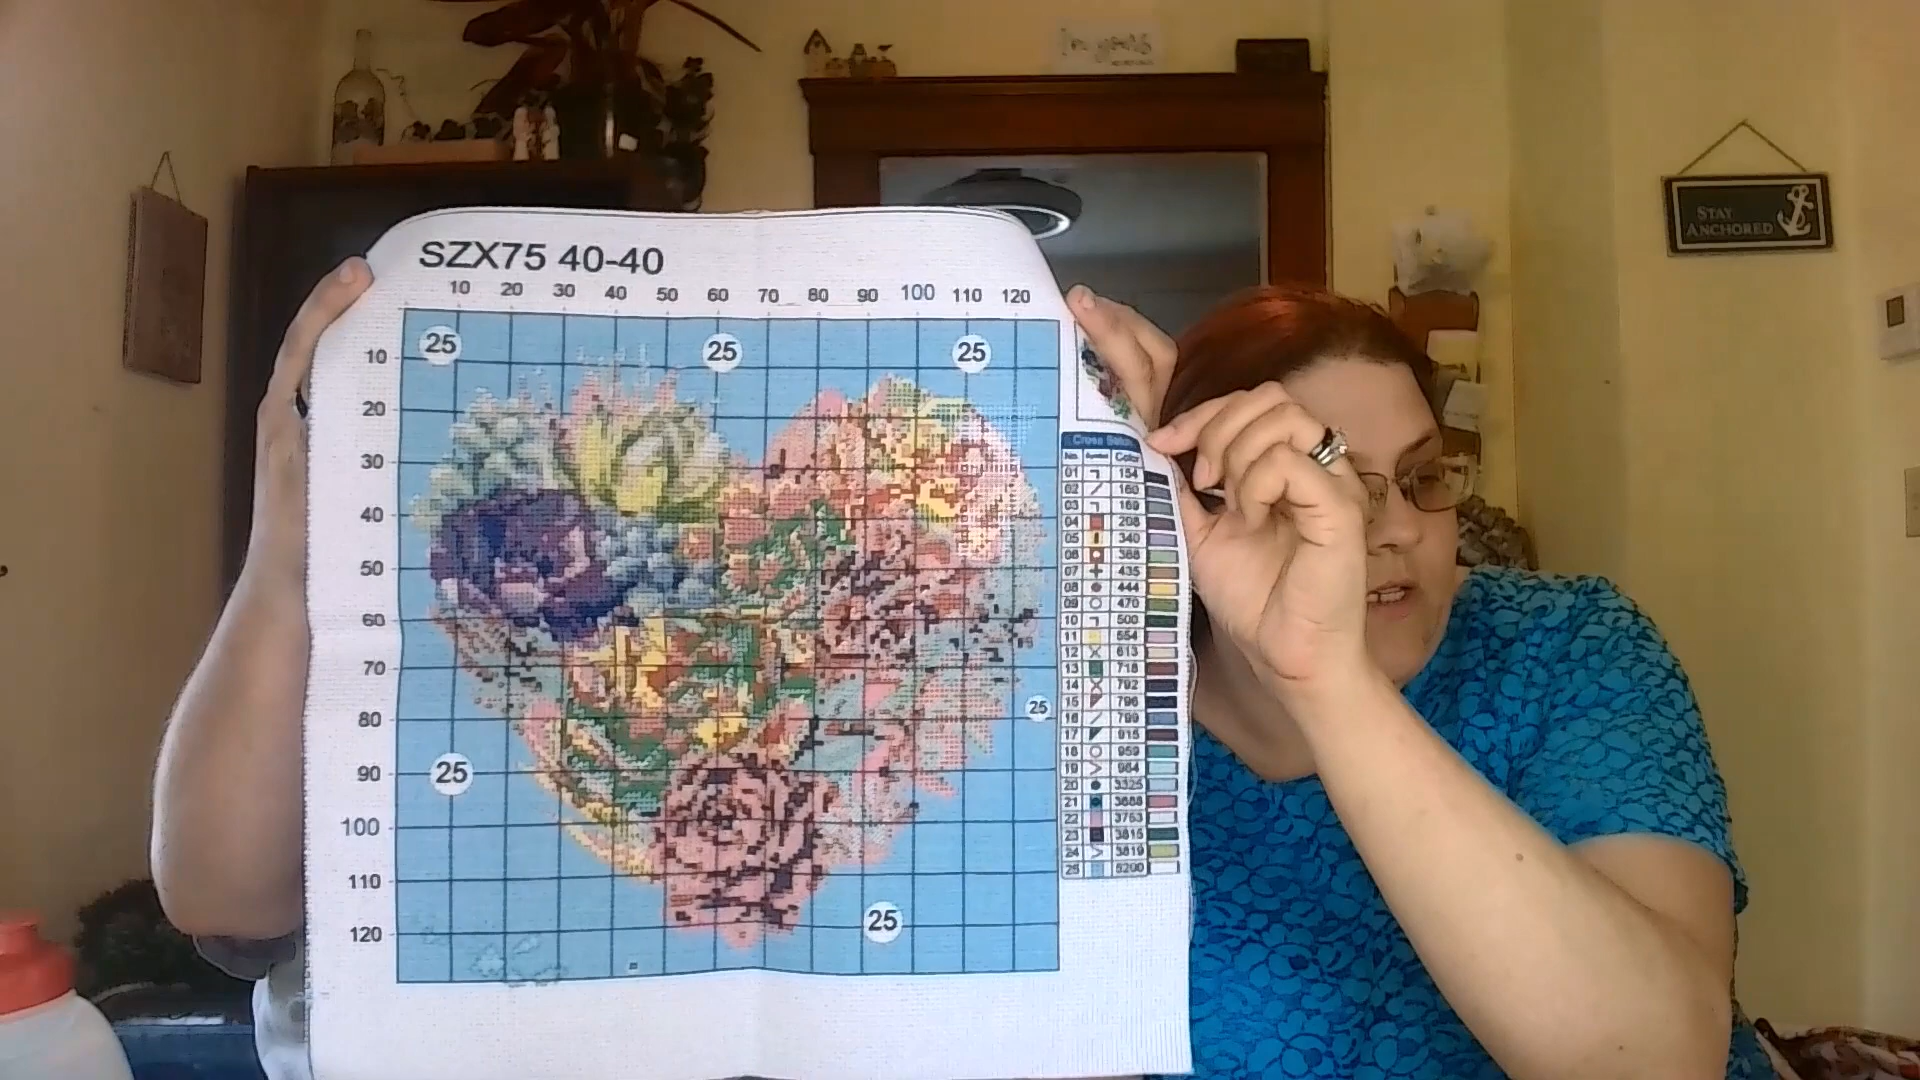 In
STAY
ANCHORED
SZX75 40-40
10 20 30 40 50 60 70 80 90 100 110 120
25 25 25
10
20
30
40
50
60
70
80 25
90 25
100
110
120 25
Cross Stitch
No. Symbol Color
01 ┐ 154
02 / 160
03 ┐ 169
04 208
05 340
06 368
07 + 435
08 444
09 470
10 ┐ 500
11 554
12 X 613
13 718
14 792
15 796
16 / 799
17 915
18 959
19 > 964
20 3325
21 3688
22 3753
23 3815
24 > 3819
25 5200